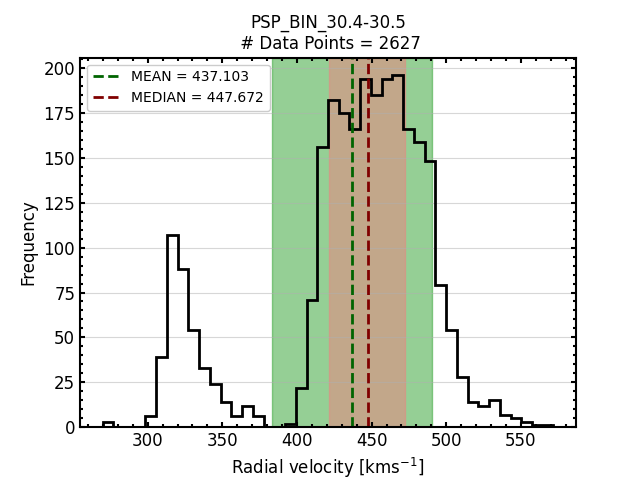 PSP_BIN_30.4-30.5
# Data Points = 2627
MEAN = 437.103
MEDIAN = 447.672
200
175
150
125
100
75
50
25
0
Frequency
300 350 400 450 500 550
Radial velocity [kms⁻¹]